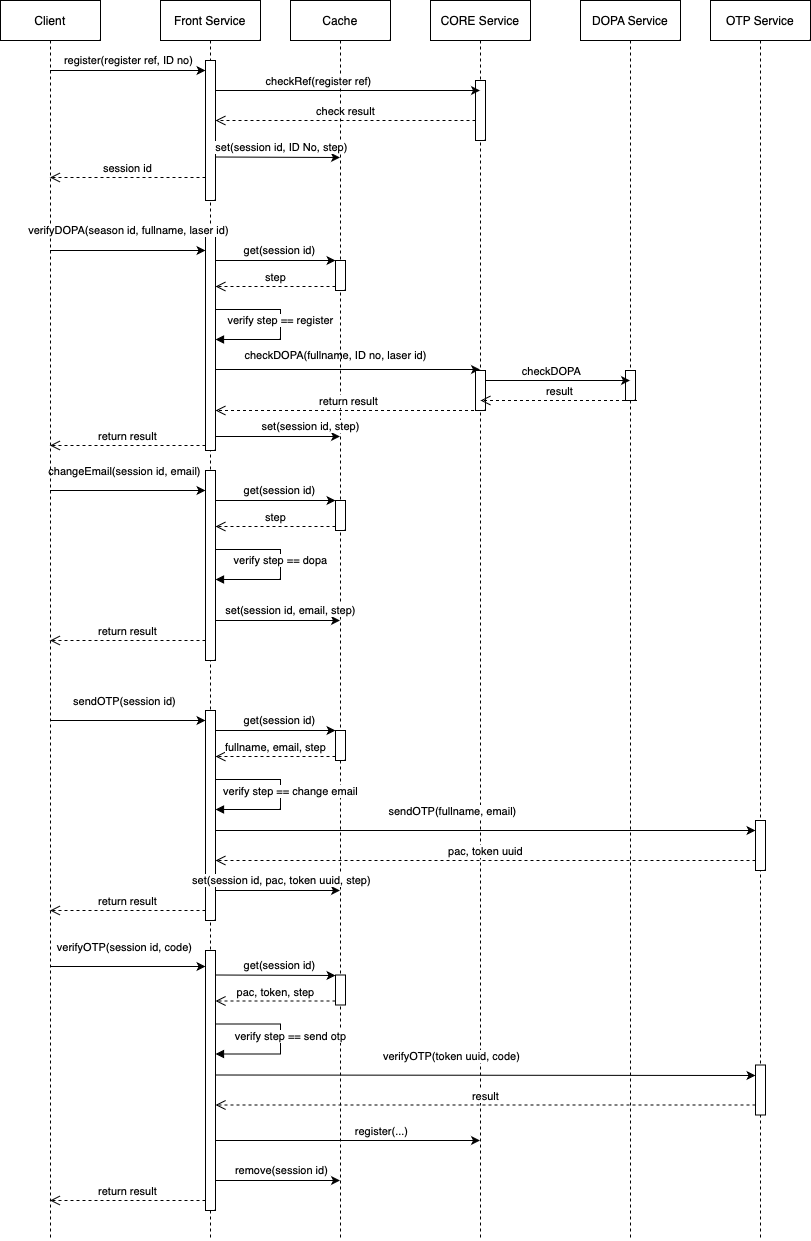 Client
Front Service
Cache
CORE Service
DOPA Service
OTP Service
register(register ref, ID no)
checkRef(register ref)
check result
set(session id, ID No, step)
session id
verifyDOPA(season id, fullname, laser id)
get(session id)
step
verify step == register
checkDOPA(fullname, ID no, laser id)
checkDOPA
result
return result
set(session id, step)
return result
changeEmail(session id, email)
get(session id)
step
verify step == dopa
set(session id, email, step)
return result
sendOTP(session id)
get(session id)
fullname, email, step
verify step == change email
sendOTP(fullname, email)
pac, token uuid
set(session id, pac, token uuid, step)
return result
verifyOTP(session id, code)
get(session id)
pac, token, step
verify step == send otp
verifyOTP(token uuid, code)
result
register(...)
remove(session id)
return result